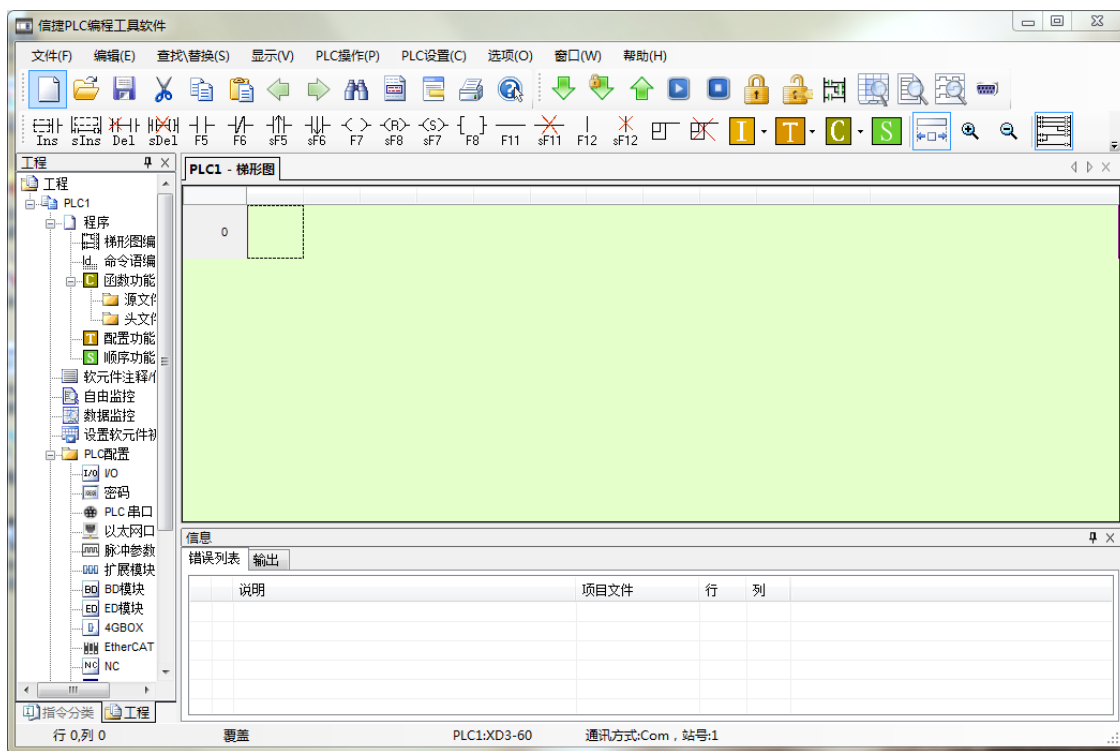 信捷PLC编程工具软件
文件(F) 编辑(E) 查找\替换(S) 显示(V) PLC操作(P) PLC设置(C) 选项(O) 窗口(W) 帮助(H)
Ins sIns Del sDel F5 F6 sF5 sF6 F7 sF8 sF7 F8 F11 sF11 F12 sF12 I T C S
工程
PLC1 - 梯形图
工程
PLC1
程序
梯形图编
命令语编
函数功能
源文件
头文件
配置功能
顺序功能
软元件注释/
自由监控
数据监控
设置软元件初
PLC配置
I/O
密码
PLC 串口
以太网口
脉冲参数
扩展模块
BD模块
ED模块
4GBOX
EtherCAT
NC
指令分类 工程
0
信息
错误列表 输出
说明 项目文件 行 列
行 0,列 0 覆盖 PLC1:XD3-60 通讯方式:Com，站号:1